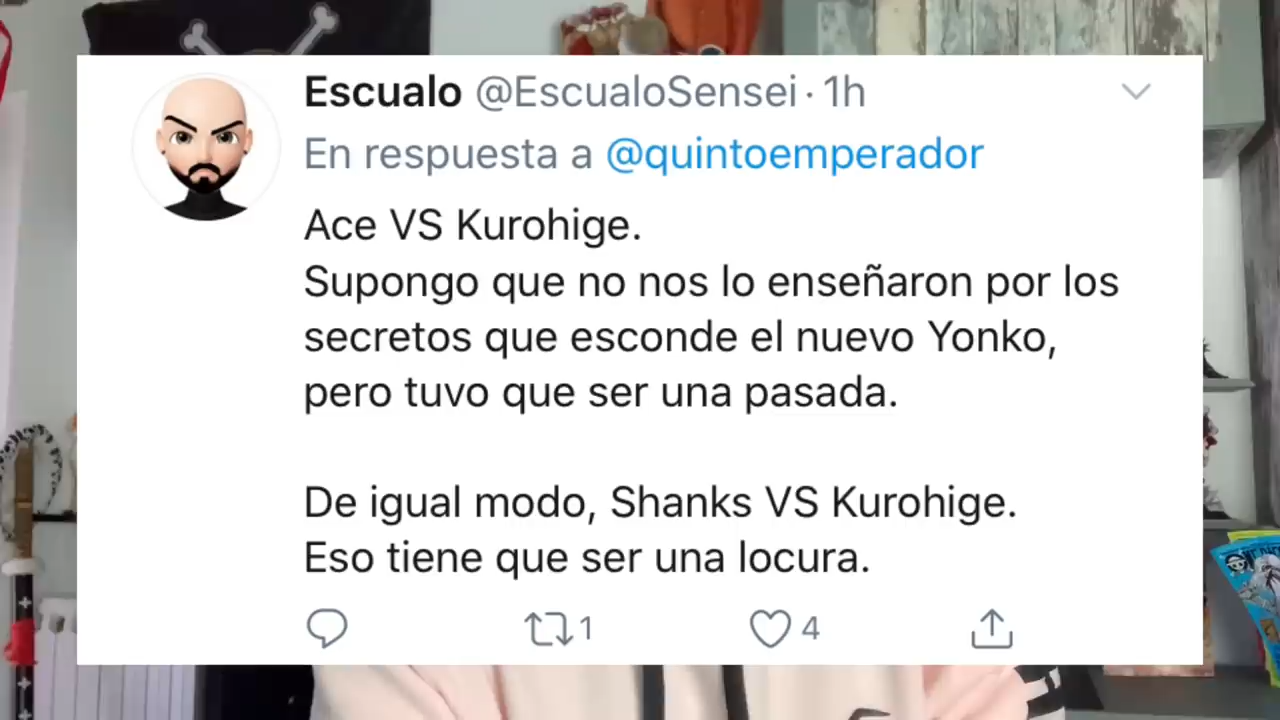 Escualo @EscualoSensei · 1h
En respuesta a @quintoemperador
Ace VS Kurohige.
Supongo que no nos lo enseñaron por los
secretos que esconde el nuevo Yonko,
pero tuvo que ser una pasada.
De igual modo, Shanks VS Kurohige.
Eso tiene que ser una locura.
1
4